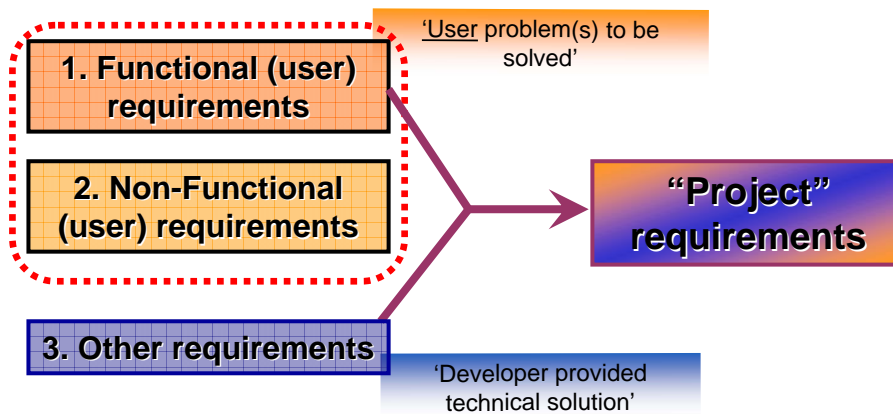 ‘User problem(s) to be
solved’
1. Functional (user)
requirements
2. Non-Functional
(user) requirements
“Project”
requirements
3. Other requirements
‘Developer provided
technical solution’